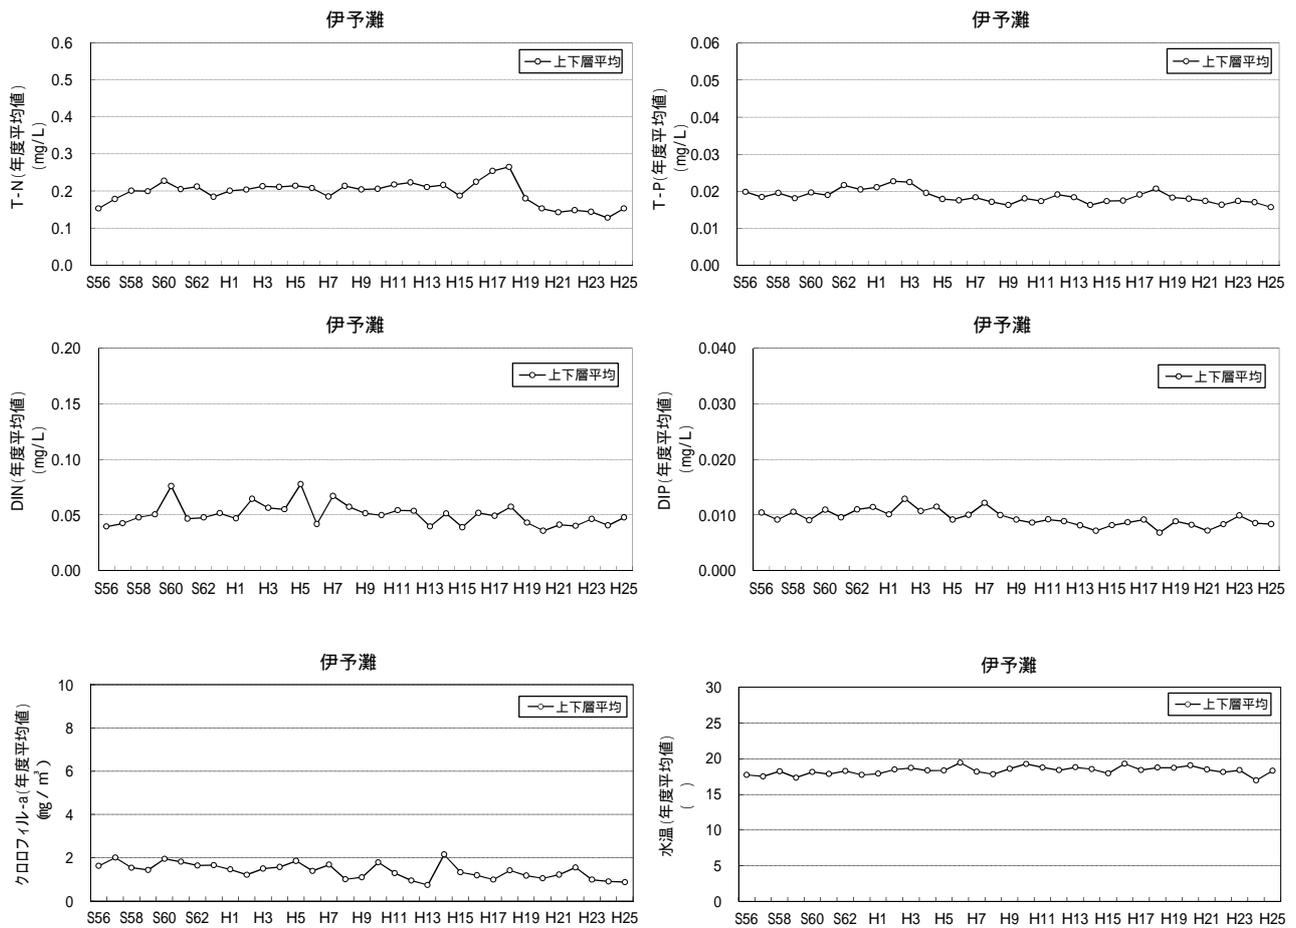 伊予灘
T-N(年度平均値)
(mg/L)
0.6
0.5
0.4
0.3
0.2
0.1
0.0
上下層平均
S56 S58 S60 S62 H1 H3 H5 H7 H9 H11 H13 H15 H17 H19 H21 H23 H25
伊予灘
T-P(年度平均値)
(mg/L)
0.06
0.05
0.04
0.03
0.02
0.01
0.00
上下層平均
S56 S58 S60 S62 H1 H3 H5 H7 H9 H11 H13 H15 H17 H19 H21 H23 H25
伊予灘
DIN(年度平均値)
(mg/L)
0.20
0.15
0.10
0.05
0.00
上下層平均
S56 S58 S60 S62 H1 H3 H5 H7 H9 H11 H13 H15 H17 H19 H21 H23 H25
伊予灘
DIP(年度平均値)
(mg/L)
0.040
0.030
0.020
0.010
0.000
上下層平均
S56 S58 S60 S62 H1 H3 H5 H7 H9 H11 H13 H15 H17 H19 H21 H23 H25
伊予灘
クロロフィル-a(年度平均値)
(mg/㎥)
10
8
6
4
2
0
上下層平均
S56 S58 S60 S62 H1 H3 H5 H7 H9 H11 H13 H15 H17 H19 H21 H23 H25
伊予灘
水温(年度平均値)
( )
30
25
20
15
10
5
0
上下層平均
S56 S58 S60 S62 H1 H3 H5 H7 H9 H11 H13 H15 H17 H19 H21 H23 H25